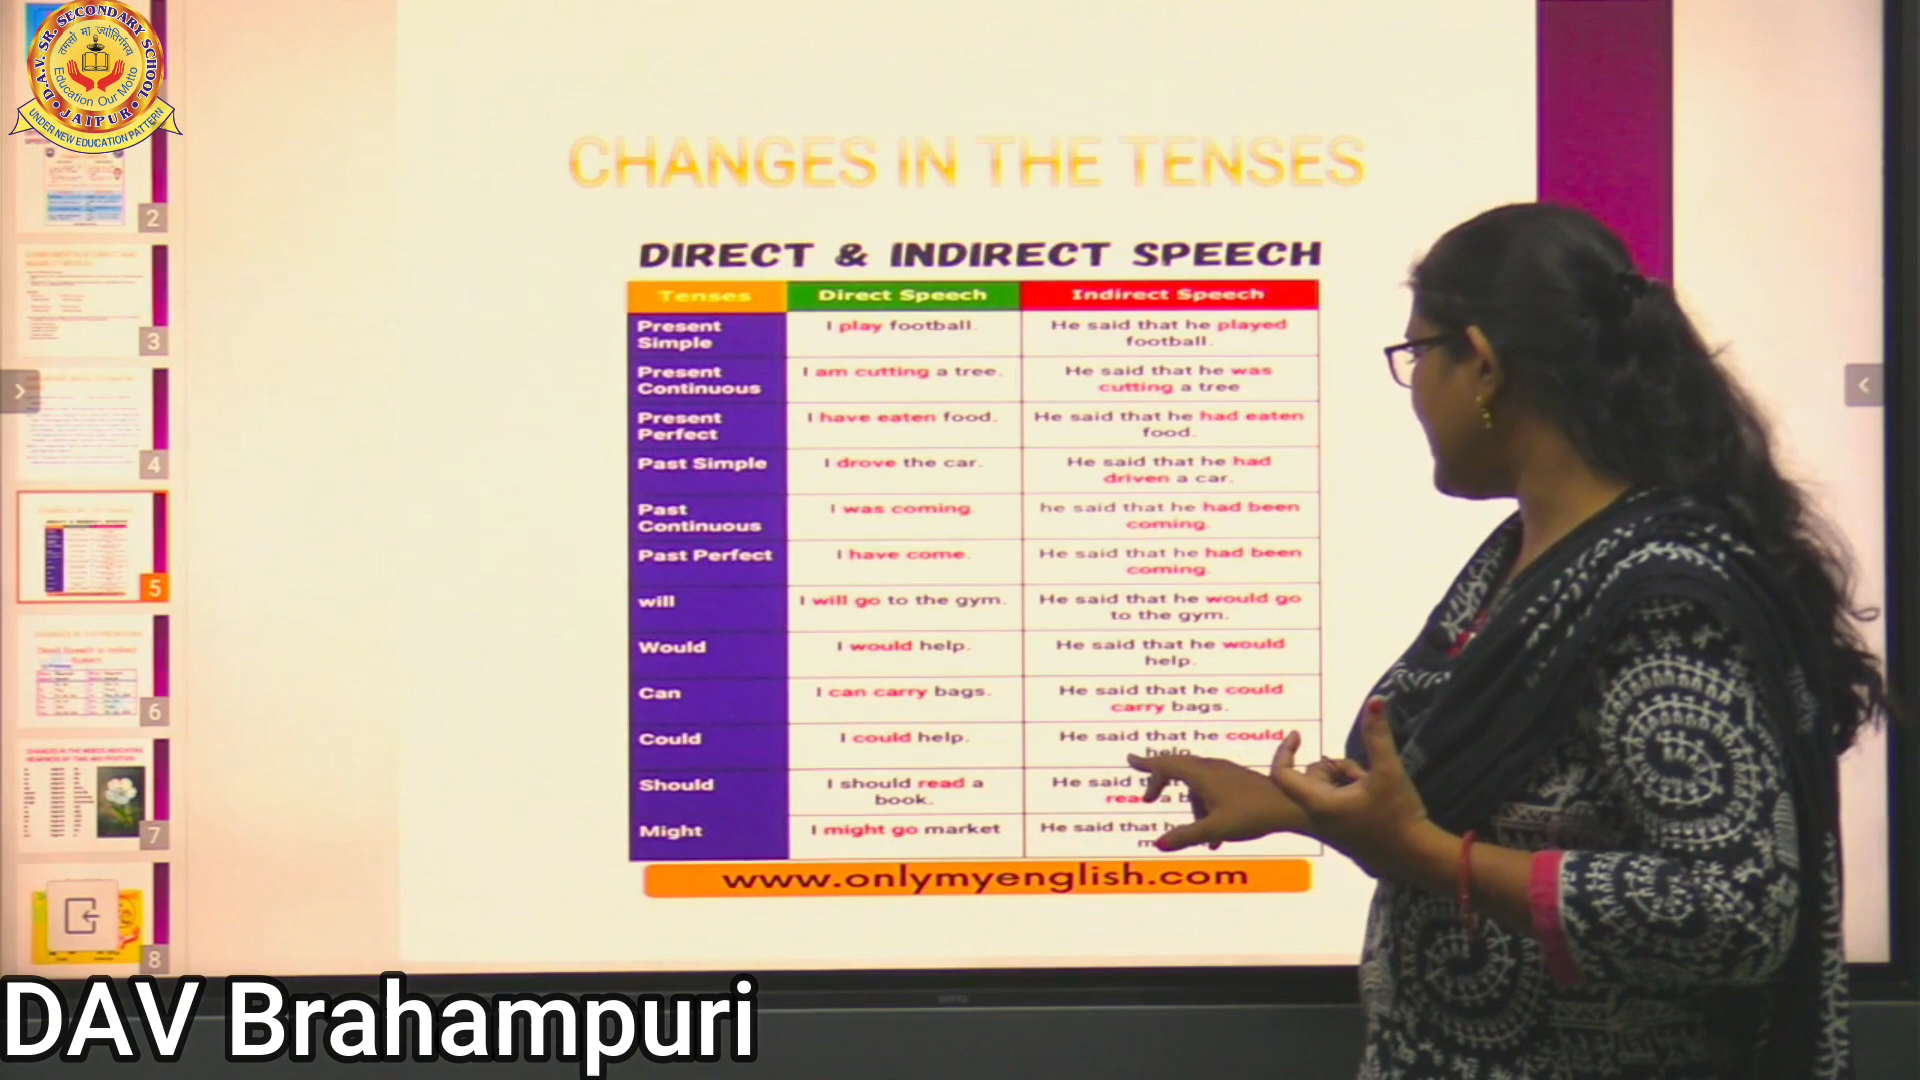 D.A.V. SR. SECONDARY SCHOOL
तमसो मा ज्योतिर्गमय
Education Our Motto
JAIPUR
UNDER NEW EDUCATION PATTERN
CHANGES IN THE TENSES
DIRECT & INDIRECT SPEECH
Tenses Direct Speech Indirect Speech
Present Simple I play football. He said that he played football.
Present Continuous I am cutting a tree. He said that he was cutting a tree
Present Perfect I have eaten food. He said that he had eaten food.
Past Simple I drove the car. He said that he had driven a car.
Past Continuous I was coming. he said that he had been coming.
Past Perfect I have come. He said that he had been coming.
will I will go to the gym. He said that he would go to the gym.
Would I would help. He said that he would help.
Can I can carry bags. He said that he could carry bags.
Could I could help. He said that he could help.
Should I should read a book. He said
Might I might go market He said that
www.onlymyenglish.com
2
3
4
5
6
7
8
DAV Brahampuri